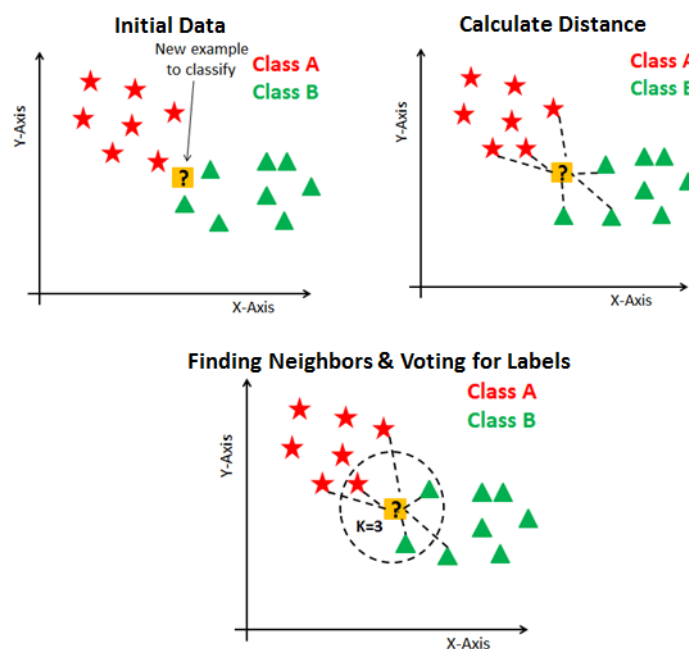 Initial Data
New example
to classify
Class A
Class B
?
Y-Axis
X-Axis
Calculate Distance
Class A
Class B
?
Y-Axis
X-Axis
Finding Neighbors & Voting for Labels
Class A
Class B
?
K=3
Y-Axis
X-Axis